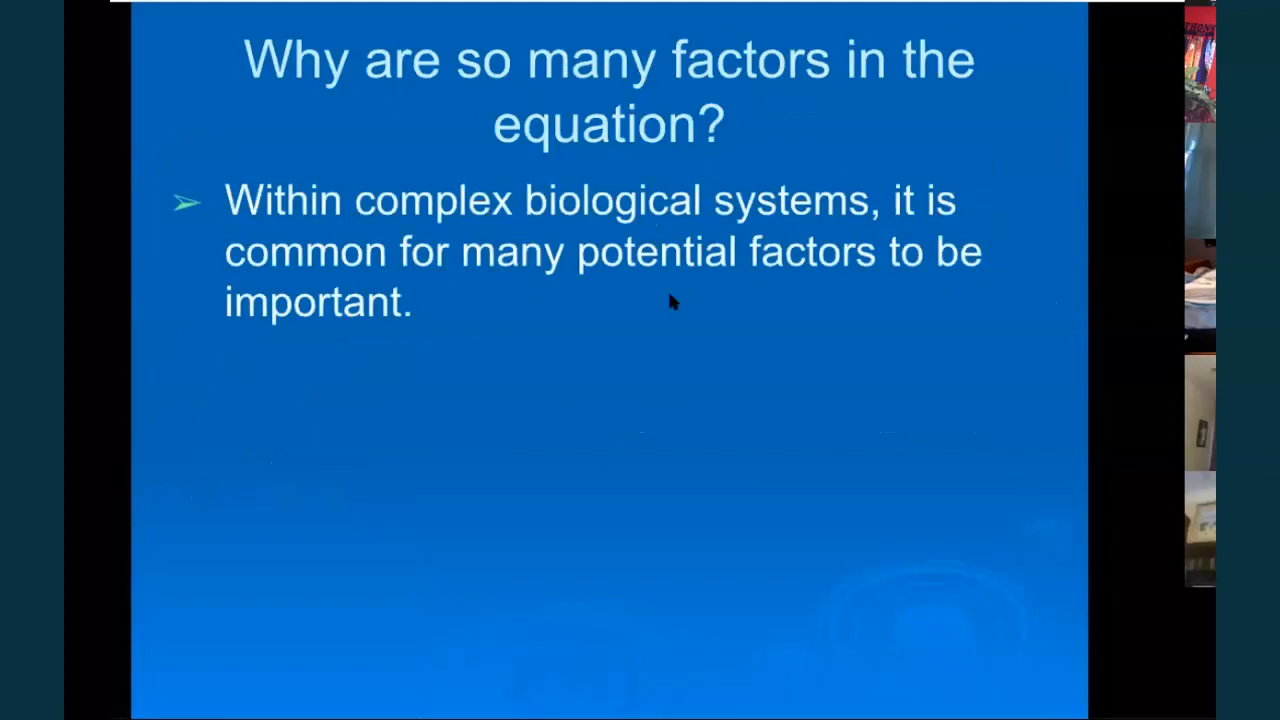 Why are so many factors in the
equation?
Within complex biological systems, it is
common for many potential factors to be
important.